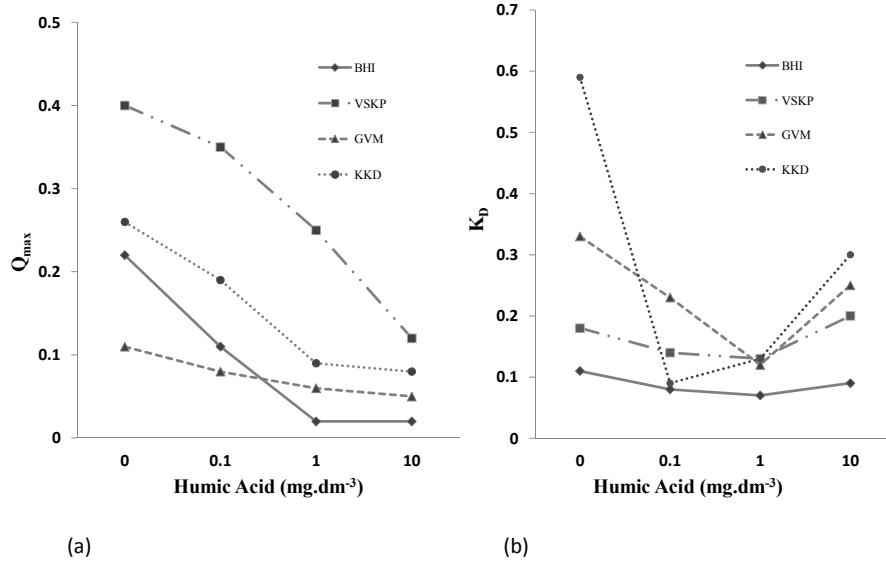 0.5
0.4
0.3
0.2
0.1
0
Q_max
0 0.1 1 10
Humic Acid (mg.dm⁻³)
BHI
VSKP
GVM
KKD
(a)
0.7
0.6
0.5
0.4
0.3
0.2
0.1
0
K_D
0 0.1 1 10
Humic Acid (mg.dm⁻³)
BHI
VSKP
GVM
KKD
(b)